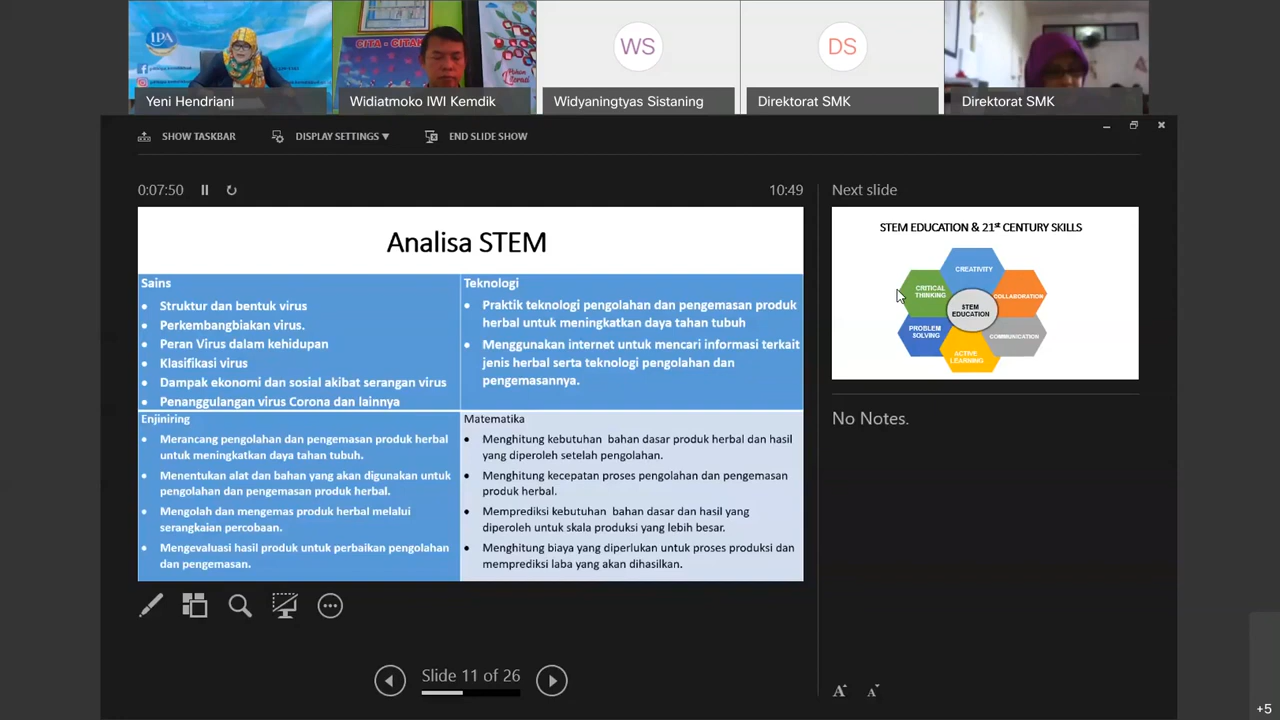 IPA
CITA - CITA
Pohon
Literasi
WS
DS
Yeni Hendriani
Widiatmoko IWI Kemdik
Widyaningtyas Sistaning
Direktorat SMK
Direktorat SMK
SHOW TASKBAR
DISPLAY SETTINGS
END SLIDE SHOW
0:07:50
10:49
Analisa STEM
Sains
Struktur dan bentuk virus
Perkembangbiakan virus.
Peran Virus dalam kehidupan
Klasifikasi virus
Dampak ekonomi dan sosial akibat serangan virus
Penanggulangan virus Corona dan lainnya
Teknologi
Praktik teknologi pengolahan dan pengemasan produk
herbal untuk meningkatkan daya tahan tubuh
Menggunakan internet untuk mencari informasi terkait
jenis herbal serta teknologi pengolahan dan
pengemasannya.
Enjiniring
Merancang pengolahan dan pengemasan produk herbal
untuk meningkatkan daya tahan tubuh.
Menentukan alat dan bahan yang akan digunakan untuk
pengolahan dan pengemasan produk herbal.
Mengolah dan mengemas produk herbal melalui
serangkaian percobaan.
Mengevaluasi hasil produk untuk perbaikan pengolahan
dan pengemasan.
Matematika
Menghitung kebutuhan bahan dasar produk herbal dan hasil
yang diperoleh setelah pengolahan.
Menghitung kecepatan proses pengolahan dan pengemasan
produk herbal.
Memprediksi kebutuhan bahan dasar dan hasil yang
diperoleh untuk skala produksi yang lebih besar.
Menghitung biaya yang diperlukan untuk proses produksi dan
memprediksi laba yang akan dihasilkan.
Slide 11 of 26
Next slide
STEM EDUCATION & 21st CENTURY SKILLS
CREATIVITY
CRITICAL
THINKING
COLLABORATION
STEM
EDUCATION
PROBLEM
SOLVING
COMMUNICATION
ACTIVE
LEARNING
No Notes.
A A
+5